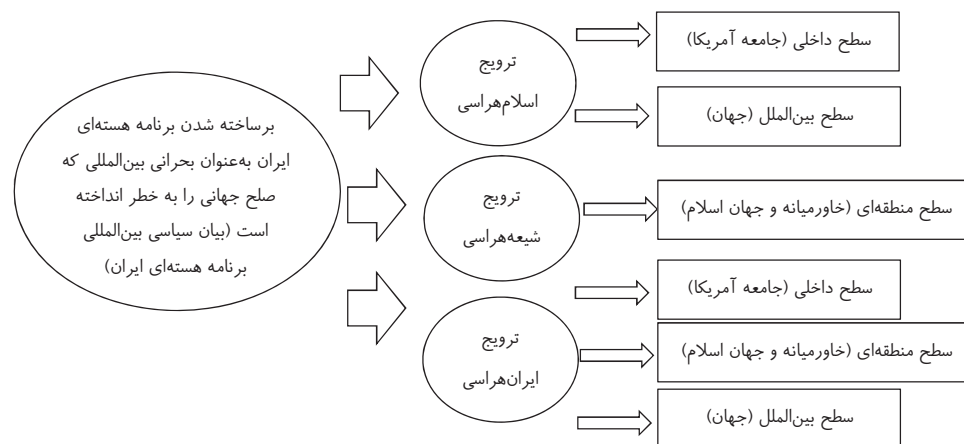 برساخته شدن برنامه هسته‌ای
ایران به‌عنوان بحرانی بین‌المللی که
صلح جهانی را به خطر انداخته
است (بیان سیاسی بین‌المللی
برنامه هسته‌ای ایران)
ترویج
اسلام‌هراسی
سطح داخلی (جامعه آمریکا)
سطح بین‌الملل (جهان)
ترویج
شیعه‌هراسی
سطح منطقه‌ای (خاورمیانه و جهان اسلام)
ترویج
ایران‌هراسی
سطح داخلی (جامعه آمریکا)
سطح منطقه‌ای (خاورمیانه و جهان اسلام)
سطح بین‌الملل (جهان)